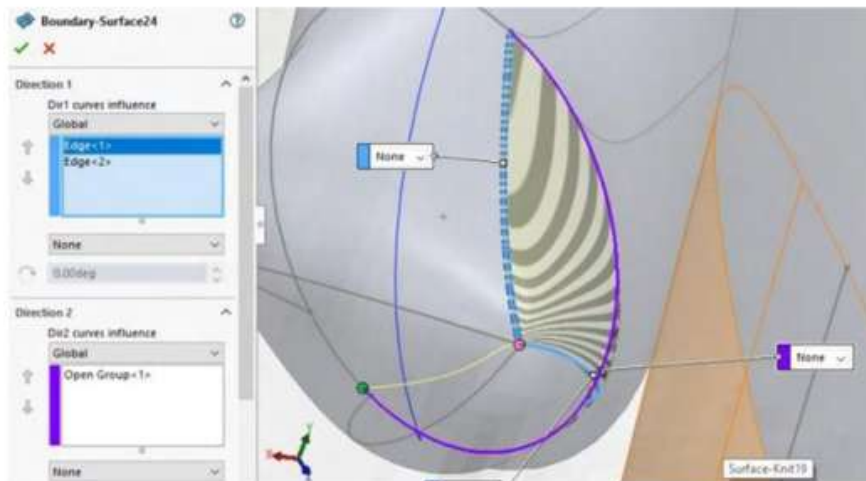 Boundary-Surface24
Direction 1
Dir1 curves influence
Global
Edge<1>
Edge<2>
None
0.00deg
Direction 2
Dir2 curves influence
Global
Open Group<1>
None
None
None
Surface-Knit19